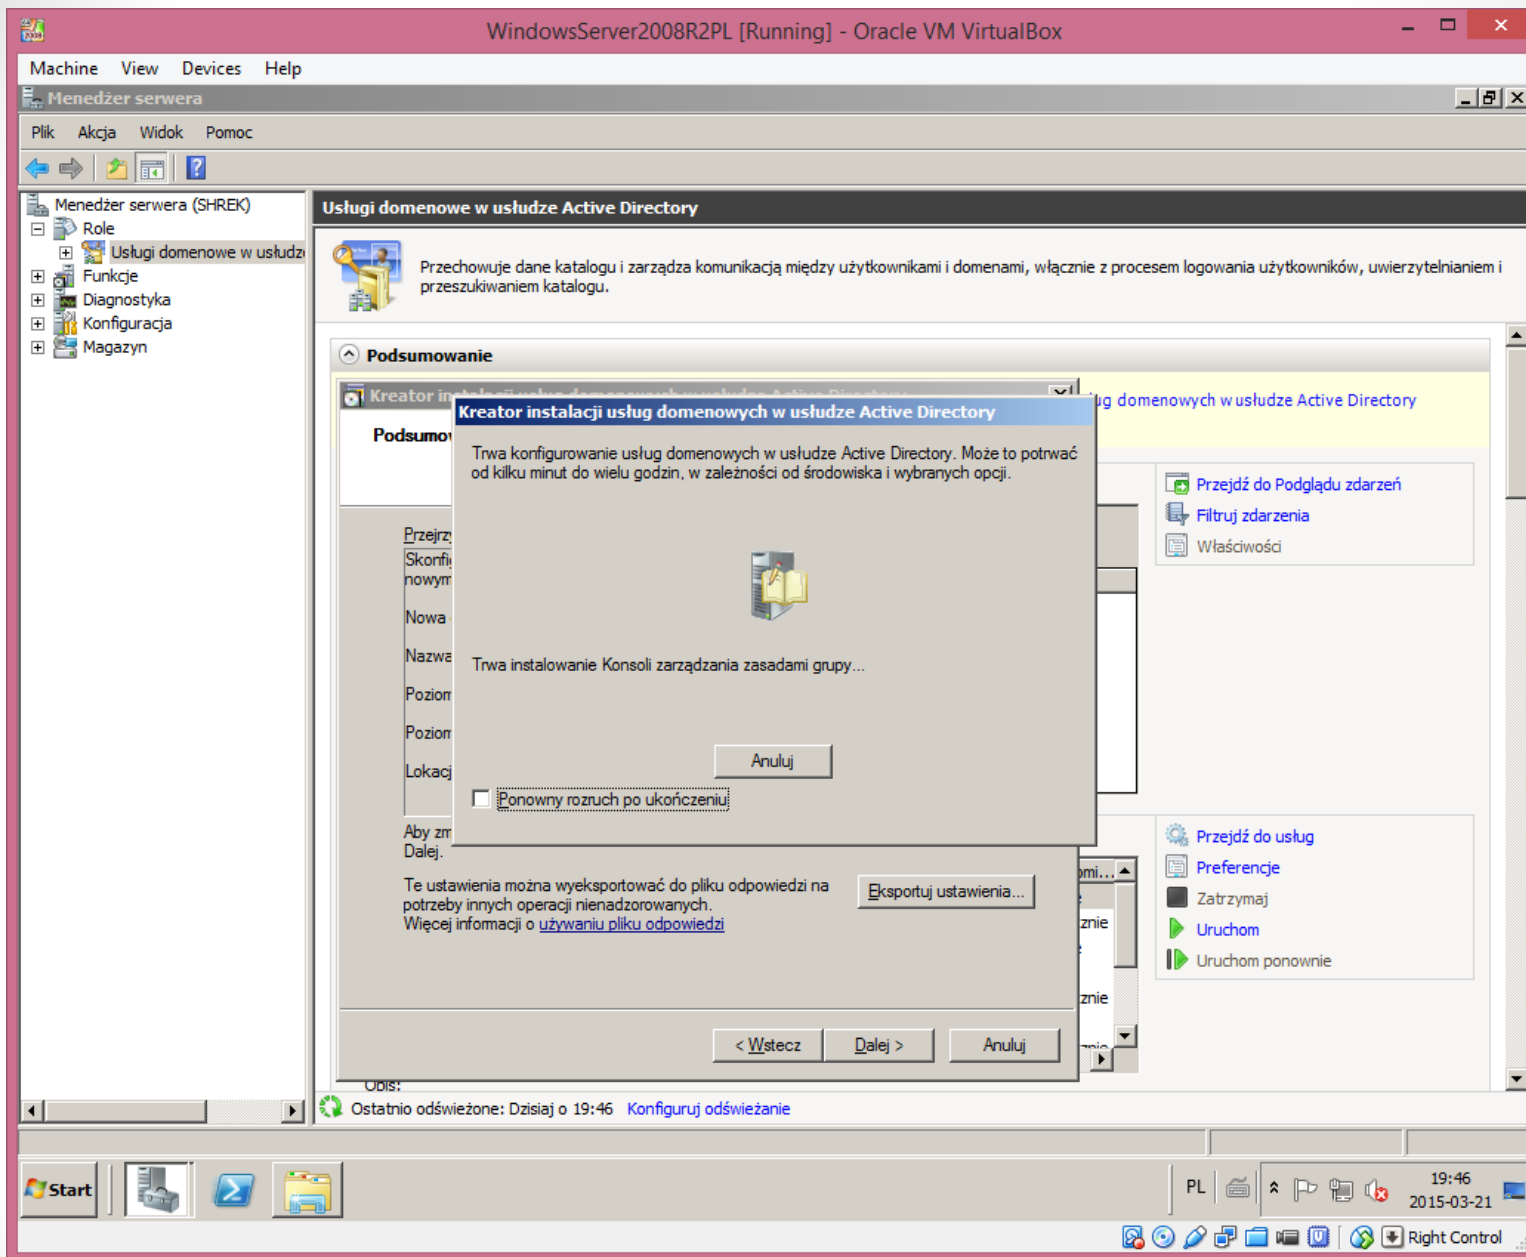 WindowsServer2008R2PL [Running] - Oracle VM VirtualBox
Machine View Devices Help
Menedżer serwera
Plik Akcja Widok Pomoc
Menedżer serwera (SHREK)
Role
Usługi domenowe w usłudze
Funkcje
Diagnostyka
Konfiguracja
Magazyn
Usługi domenowe w usłudze Active Directory
Przechowuje dane katalogu i zarządza komunikacją między użytkownikami i domenami, włącznie z procesem logowania użytkowników, uwierzytelnianiem i
przeszukiwaniem katalogu.
Podsumowanie
ug domenowych w usłudze Active Directory
Kreator instalacji usług domenowych w usłudze Active Directory
Trwa konfigurowanie usług domenowych w usłudze Active Directory. Może to potrwać
od kilku minut do wielu godzin, w zależności od środowiska i wybranych opcji.
Trwa instalowanie Konsoli zarządzania zasadami grupy...
Anuluj
Ponowny rozruch po ukończeniu
Podsumow
Przejrzy
Skonfig
nowym
Nowa
Nazwa
Poziom
Poziom
Lokacj
Aby zm
Dalej.
Te ustawienia można wyeksportować do pliku odpowiedzi na
potrzeby innych operacji nienadzorowanych.
Więcej informacji o używaniu pliku odpowiedzi
Eksportuj ustawienia...
< Wstecz Dalej > Anuluj
Przejdź do Podglądu zdarzeń
Filtruj zdarzenia
Właściwości
Przejdź do usług
Preferencje
Zatrzymaj
Uruchom
Uruchom ponownie
omi...
znie
znie
Opis:
Ostatnio odświeżone: Dzisiaj o 19:46 Konfiguruj odświeżanie
Start
PL
19:46
2015-03-21
Right Control